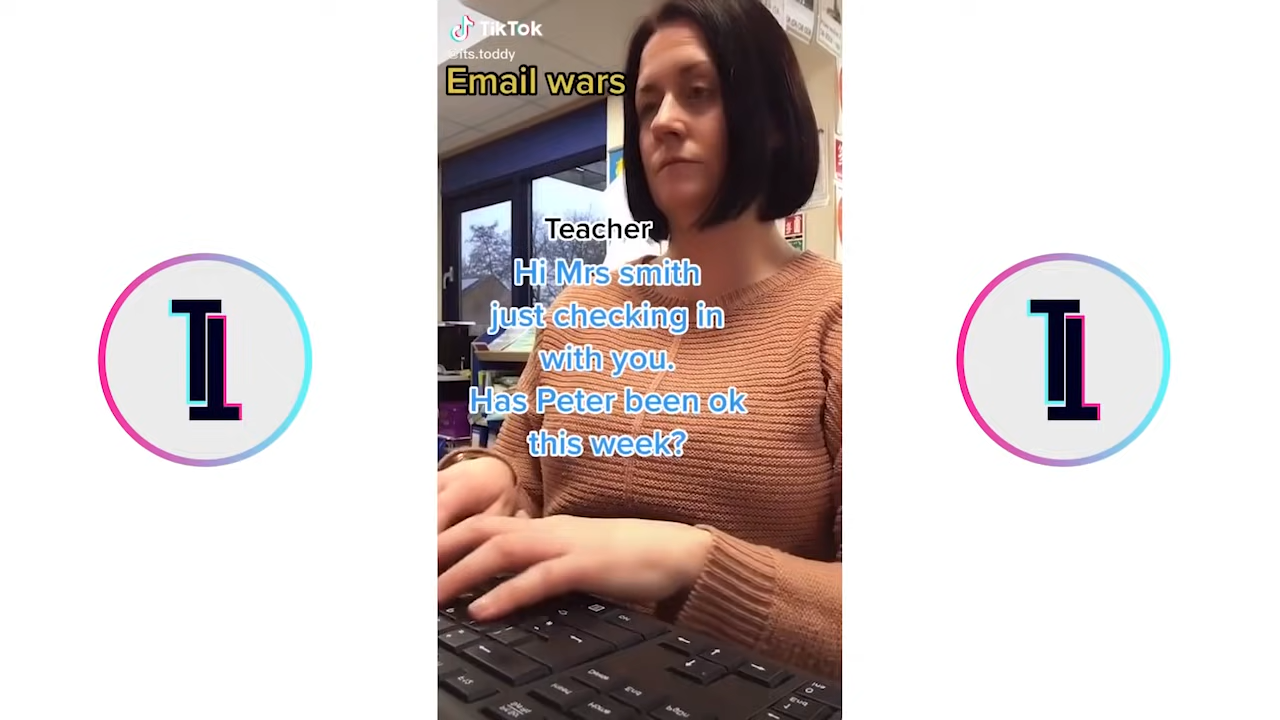 TikTok
@its.toddy
Email wars
Teacher
Hi Mrs smith
just checking in
with you.
Has Peter been ok
this week?